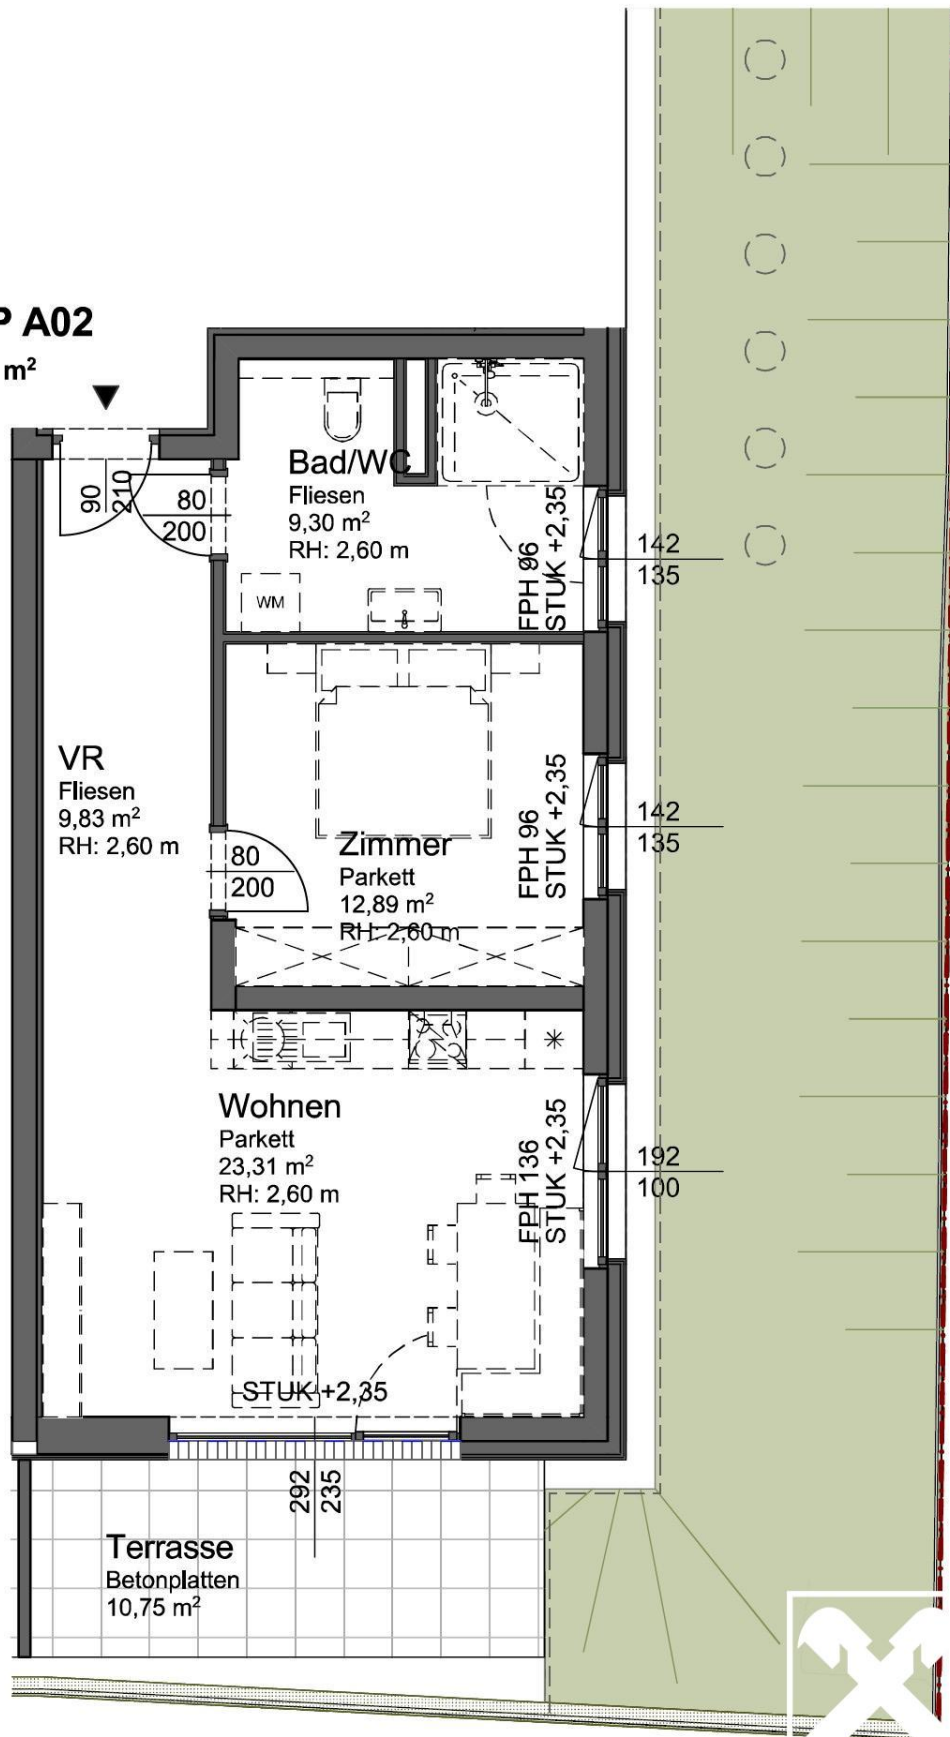 P A02
m²
90
210
80
200
Bad/WC
Fliesen
9,30 m²
RH: 2,60 m
WM
FPH 96
STUK +2,35
142
135
VR
Fliesen
9,83 m²
RH: 2,60 m
80
200
Zimmer
Parkett
12,89 m²
RH: 2,60 m
FPH 96
STUK +2,35
142
135
Wohnen
Parkett
23,31 m²
RH: 2,60 m
FPH 136
STUK +2,35
192
100
STUK +2,35
292
235
Terrasse
Betonplatten
10,75 m²